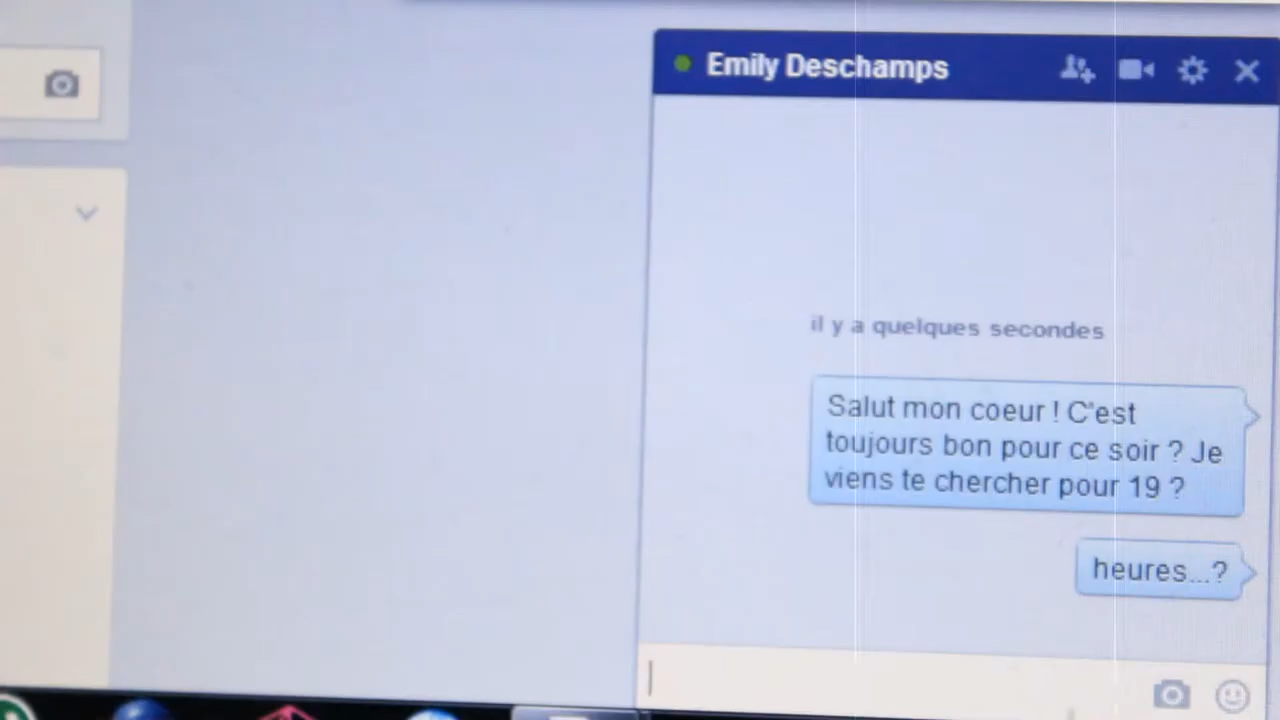 Emily Deschamps
il y a quelques secondes
Salut mon coeur ! C'est
toujours bon pour ce soir ? Je
viens te chercher pour 19 ?
heures...?